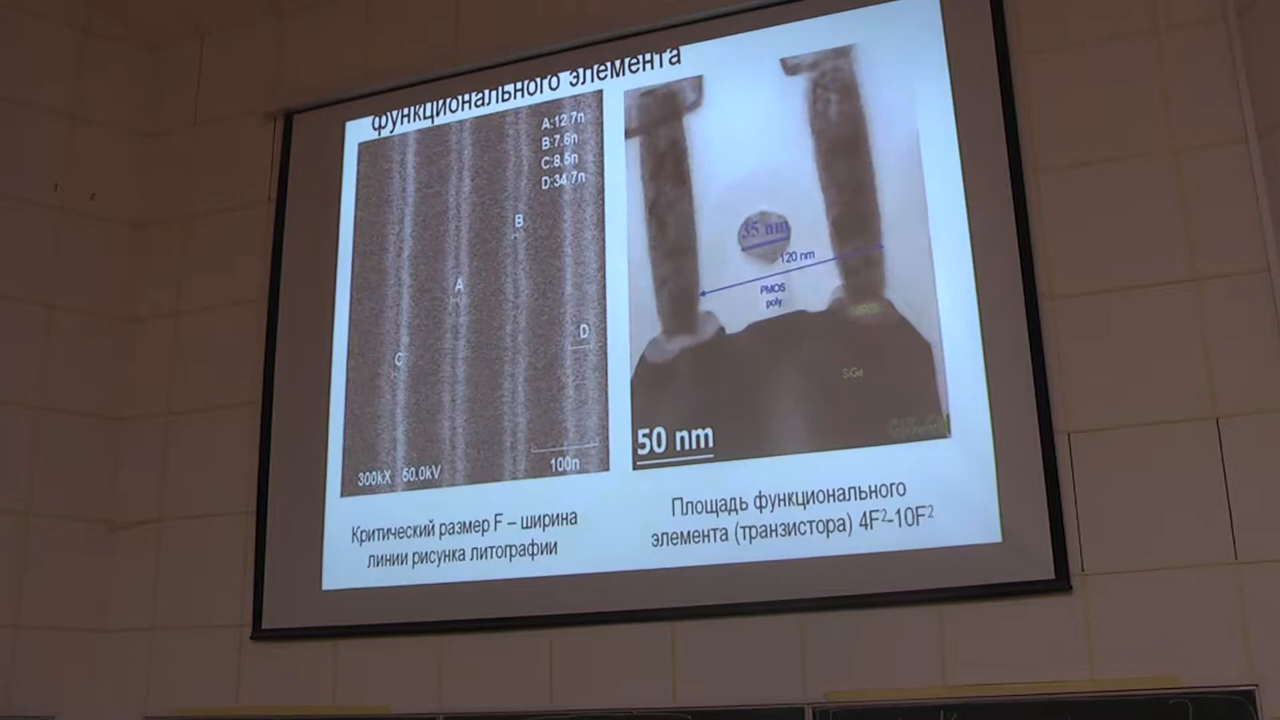 функционального элемента
A:12.7n
B:7.6n
C:8.5n
D:34.7n
B
A
D
C
300kX 50.0kV
100n
35 nm
120 nm
PMOS
poly
SiGe
50 nm
Критический размер F – ширина
линии рисунка литографии
Площадь функционального
элемента (транзистора) 4F²-10F²